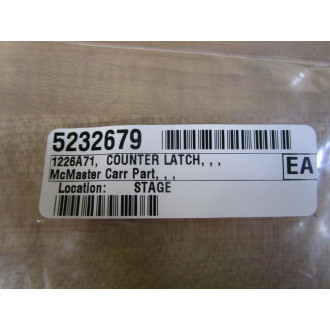 5232679
1226A71, COUNTER LATCH, , ,
McMaster Carr Part, , ,
EA
Location: STAGE